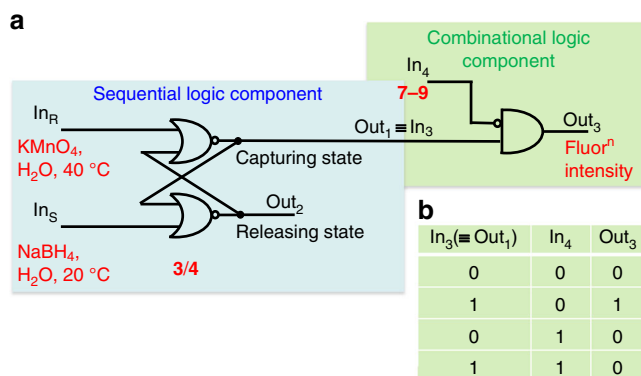 a
Combinational logic
component
Sequential logic component
In₄
7–9
In_R
Out₁ ≡ In₃
Out₃
KMnO₄,
H₂O, 40 °C
Capturing state
Fluorⁿ
intensity
In_S
Out₂
Releasing state
NaBH₄,
H₂O, 20 °C
3/4
b
In₃(≡ Out₁) In₄ Out₃
0 0 0
1 0 1
0 1 0
1 1 0